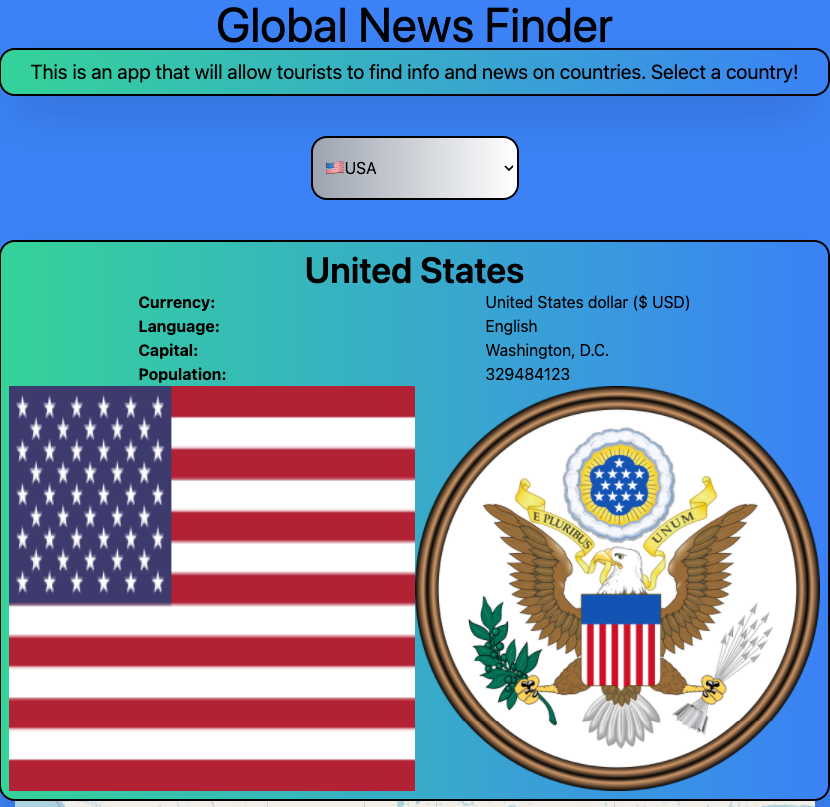 Global News Finder
This is an app that will allow tourists to find info and news on countries. Select a country!
🇺🇸USA
United States
Currency: United States dollar ($ USD)
Language: English
Capital: Washington, D.C.
Population: 329484123
E PLURIBUS UNUM